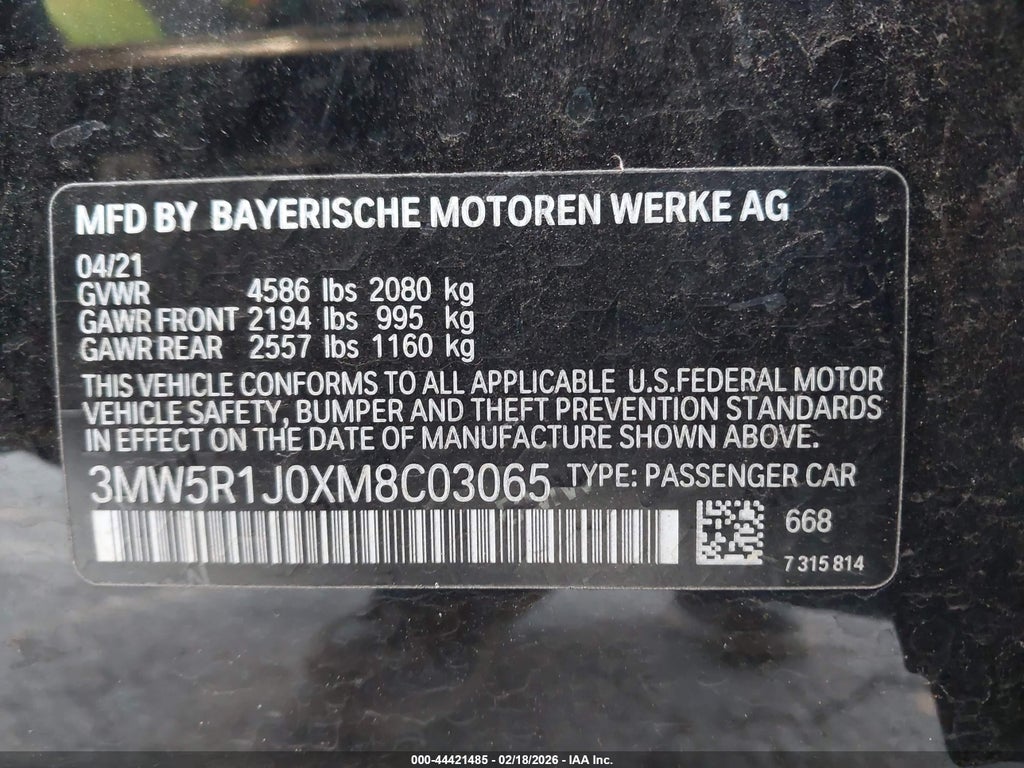 MFD BY BAYERISCHE MOTOREN WERKE AG
04/21
GVWR 4586 lbs 2080 kg
GAWR FRONT 2194 lbs 995 kg
GAWR REAR 2557 lbs 1160 kg
THIS VEHICLE CONFORMS TO ALL APPLICABLE U.S.FEDERAL MOTOR
VEHICLE SAFETY, BUMPER AND THEFT PREVENTION STANDARDS
IN EFFECT ON THE DATE OF MANUFACTURE SHOWN ABOVE.
3MW5R1J0XM8C03065 TYPE: PASSENGER CAR
668
7 315 814
000-44421485 - 02/18/2026 - IAA Inc.